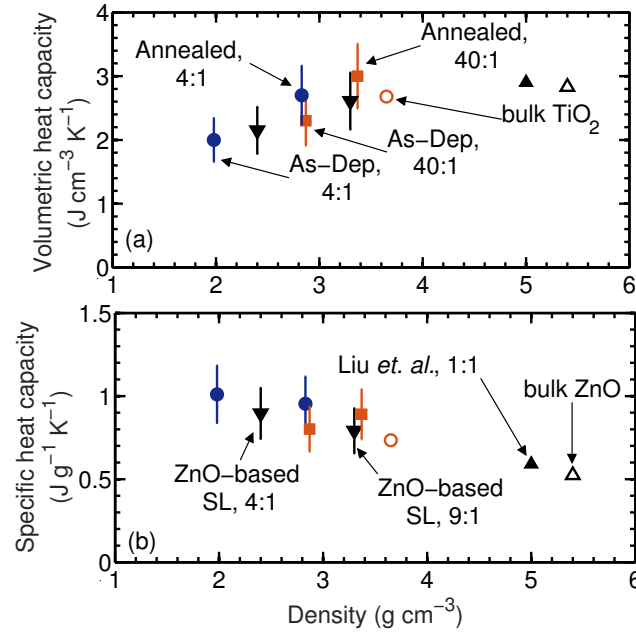 Volumetric heat capacity
(J cm⁻³ K⁻¹)
4
3
2
1
0
Annealed,
4:1
Annealed,
40:1
bulk TiO₂
As−Dep,
40:1
As−Dep,
4:1
(a)
1 2 3 4 5 6
Specific heat capacity
(J g⁻¹ K⁻¹)
1.5
1
0.5
0
Liu et. al., 1:1
bulk ZnO
ZnO−based
SL, 4:1
ZnO−based
SL, 9:1
(b)
1 2 3 4 5 6
Density (g cm⁻³)